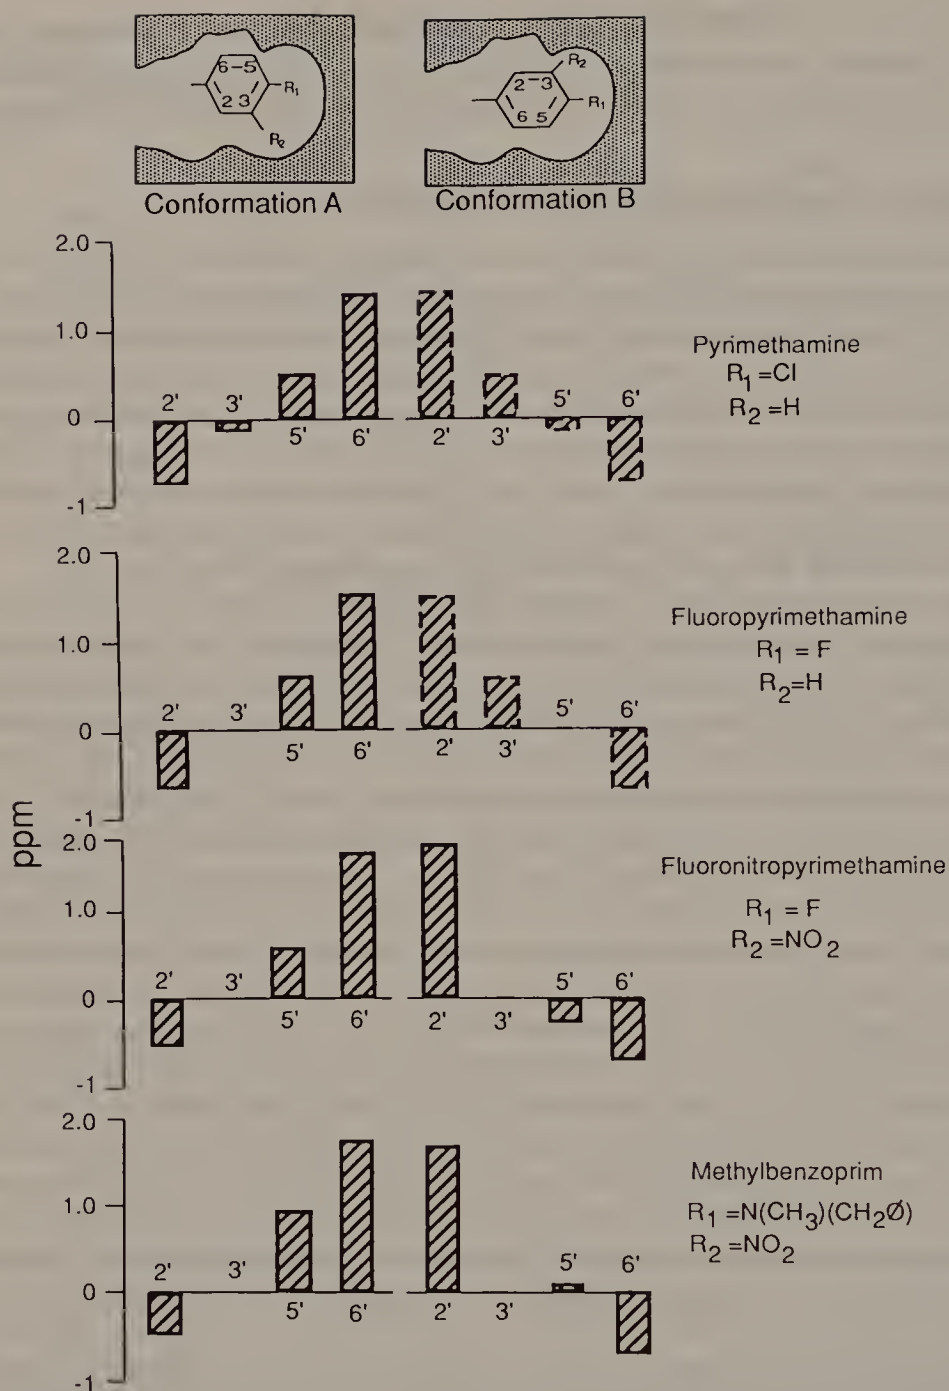 6-5
2 3
R1
R2
2-3
6 5
R2
R1
Conformation A
Conformation B
ppm
2.0
1.0
0
-1
2' 3' 5' 6'
5' 6' 2' 3'
Pyrimethamine
R1 =Cl
R2 =H
2.0
1.0
0
-1
2' 3' 5' 6'
5' 6' 2' 3'
Fluoropyrimethamine
R1 = F
R2=H
2.0
1.0
0
-1
2' 3' 5' 6'
5' 6' 2' 3'
Fluoronitropyrimethamine
R1 = F
R2 =NO2
2.0
1.0
0
-1
2' 3' 5' 6'
5' 6' 2' 3'
Methylbenzoprim
R1 =N(CH3)(CH2Ø)
R2 =NO2